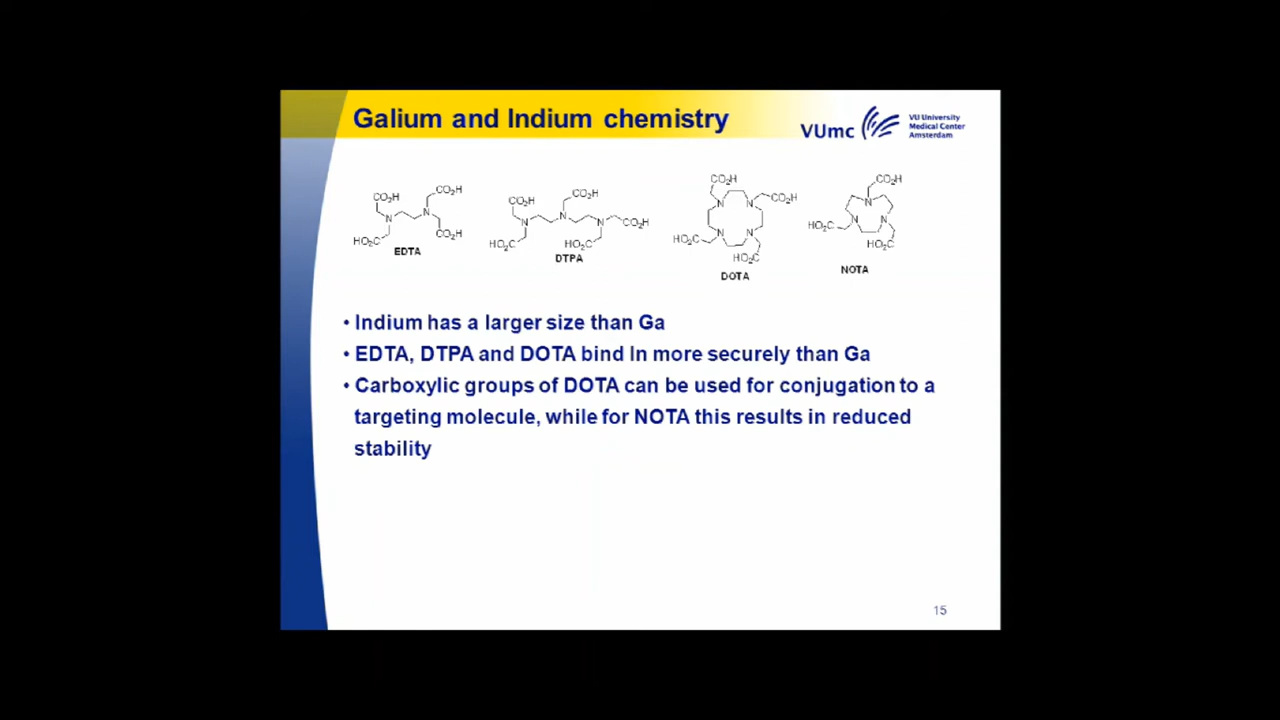 Galium and Indium chemistry
VUmc
VU University
Medical Center
Amsterdam
CO₂H
CO₂H
N
N
HO₂C
CO₂H
EDTA
CO₂H
CO₂H
N
N
N
CO₂H
HO₂C
HO₂C
DTPA
CO₂H
CO₂H
N
N
N
N
HO₂C
HO₂C
DOTA
CO₂H
N
N
N
HO₂C
HO₂C
NOTA
• Indium has a larger size than Ga
• EDTA, DTPA and DOTA bind In more securely than Ga
• Carboxylic groups of DOTA can be used for conjugation to a
targeting molecule, while for NOTA this results in reduced
stability
15